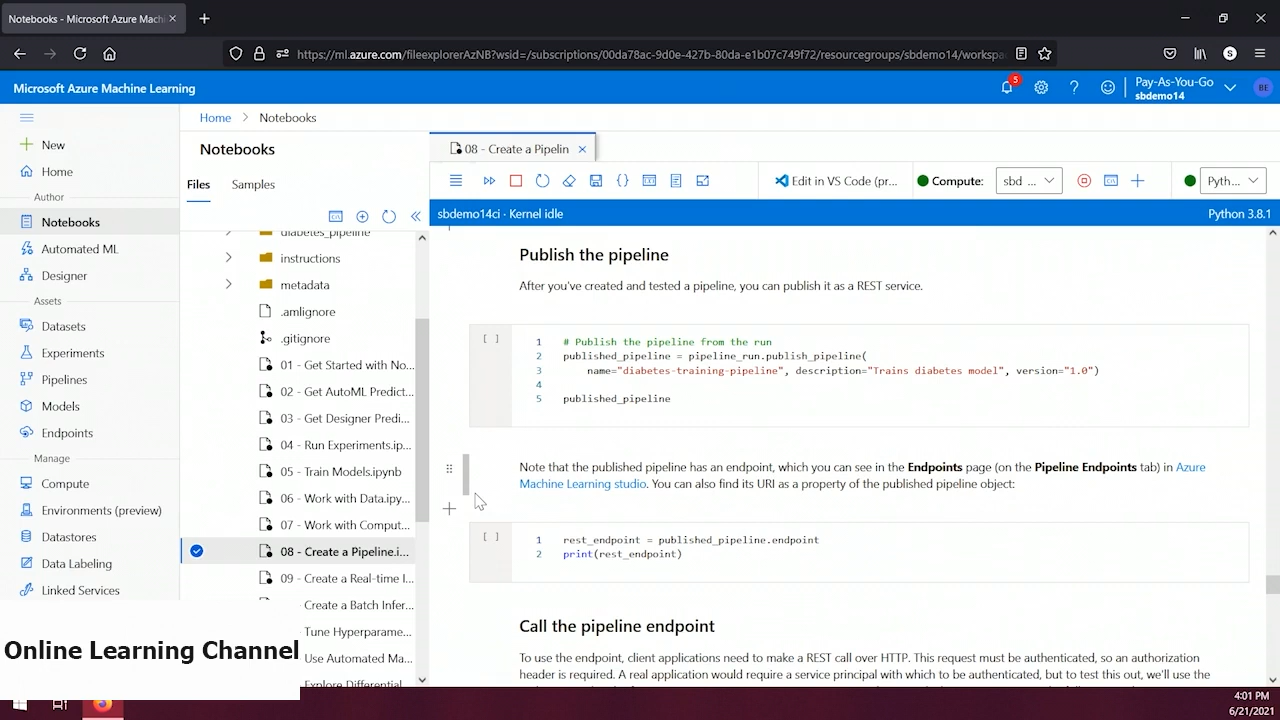 Notebooks - Microsoft Azure Machi
https://ml.azure.com/fileexplorerAzNB?wsid=/subscriptions/00da78ac-9d0e-427b-80da-e1b07c749f72/resourcegroups/sbdemo14/workspa
Microsoft Azure Machine Learning
5
Pay-As-You-Go
sbdemo14
BE
New
Home
Author
Notebooks
Automated ML
Designer
Assets
Datasets
Experiments
Pipelines
Models
Endpoints
Manage
Compute
Environments (preview)
Datastores
Data Labeling
Linked Services
Home > Notebooks
Notebooks
Files Samples
diabetes_pipeline
instructions
metadata
.amlignore
.gitignore
01 - Get Started with No...
02 - Get AutoML Predict...
03 - Get Designer Predi...
04 - Run Experiments.ip...
05 - Train Models.ipynb
06 - Work with Data.ipy...
07 - Work with Comput...
08 - Create a Pipeline.i...
09 - Create a Real-time I...
Create a Batch Infer...
Tune Hyperparame...
Use Automated Ma...
Explore Differential
08 - Create a Pipelin
Edit in VS Code (pr...
Compute:
sbd ...
Pyth...
sbdemo14ci · Kernel idle
Python 3.8.1
Publish the pipeline
After you've created and tested a pipeline, you can publish it as a REST service.
[ ]
1 # Publish the pipeline from the run
2 published_pipeline = pipeline_run.publish_pipeline(
3 name="diabetes-training-pipeline", description="Trains diabetes model", version="1.0")
4
5 published_pipeline
Note that the published pipeline has an endpoint, which you can see in the Endpoints page (on the Pipeline Endpoints tab) in Azure
Machine Learning studio. You can also find its URI as a property of the published pipeline object:
[ ]
1 rest_endpoint = published_pipeline.endpoint
2 print(rest_endpoint)
Call the pipeline endpoint
To use the endpoint, client applications need to make a REST call over HTTP. This request must be authenticated, so an authorization
header is required. A real application would require a service principal with which to be authenticated, but to test this out, we'll use the
Online Learning Channel
4:01 PM
6/21/2021